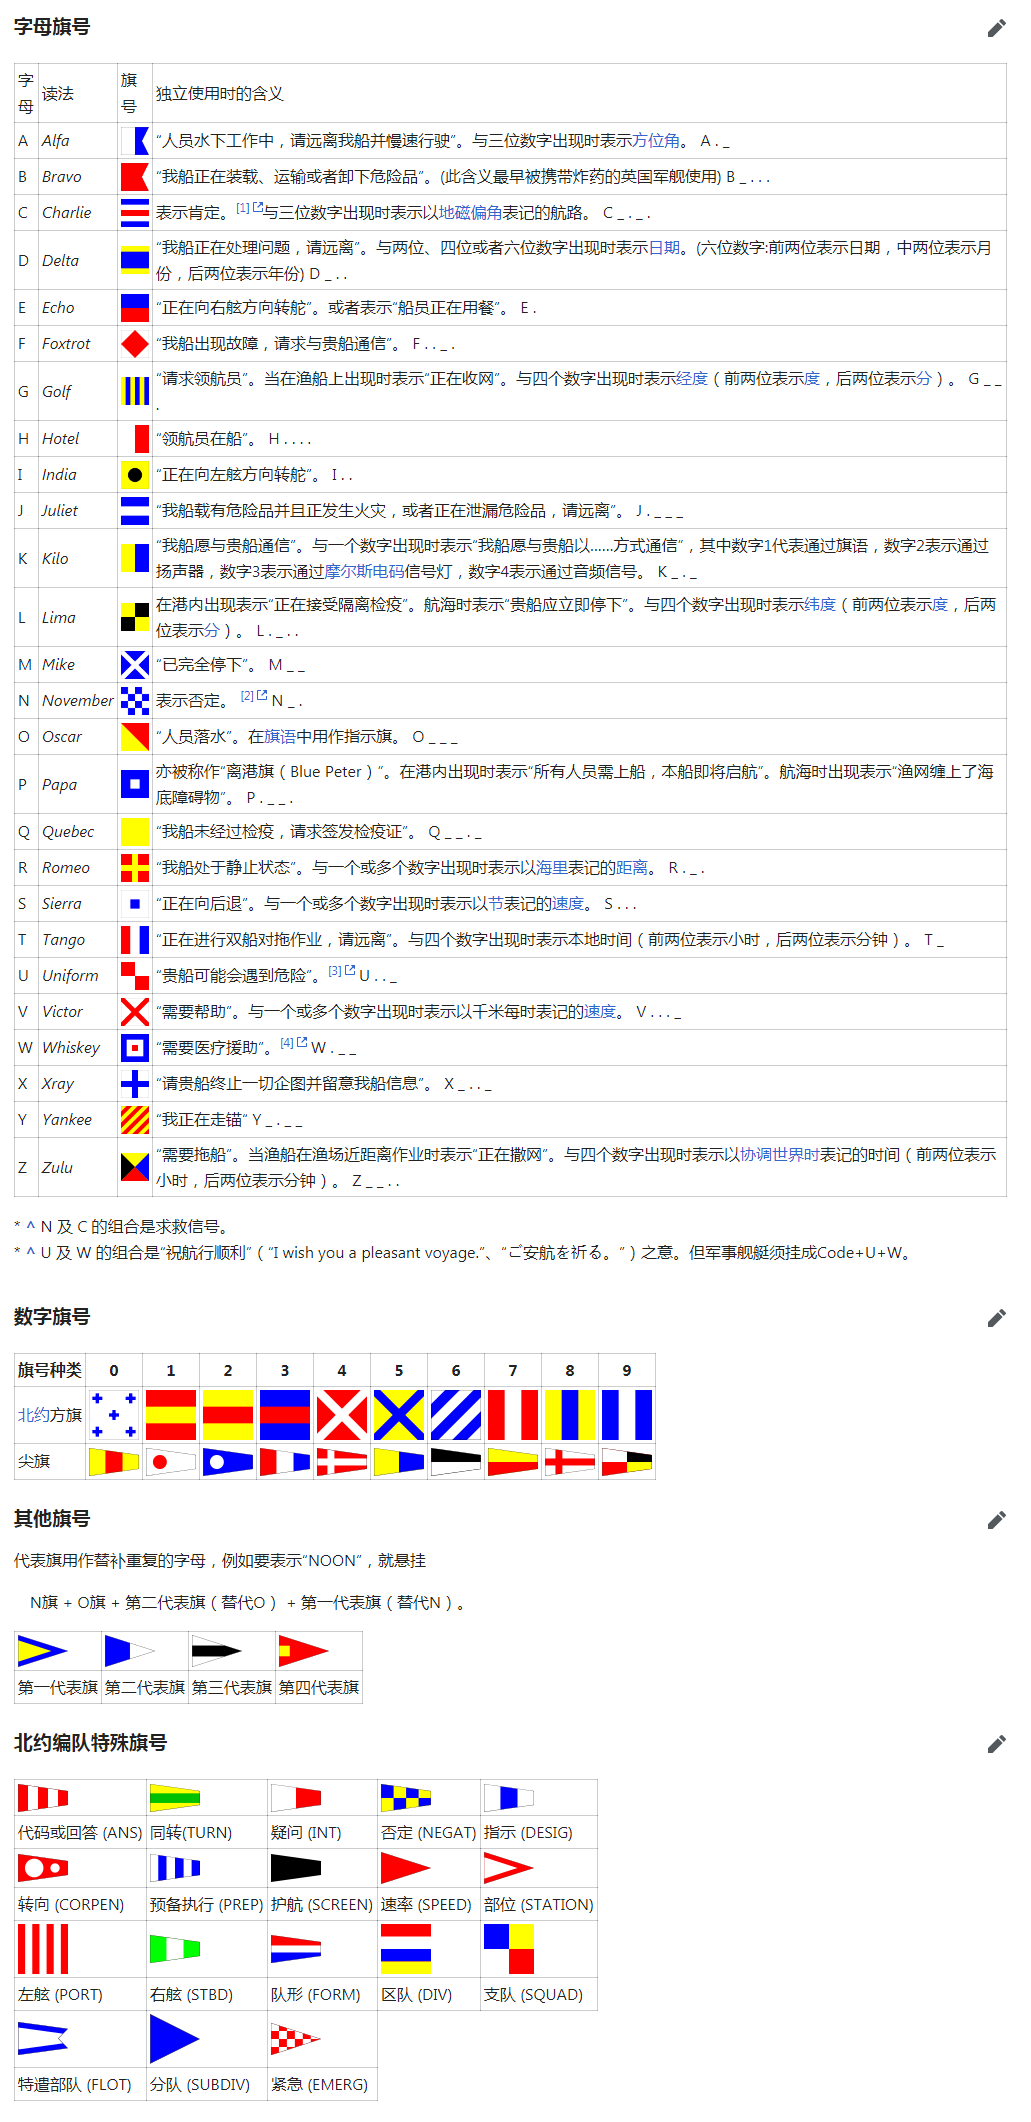 字母旗号
字母 读法 旗号 独立使用时的含义
A Alfa “人员水下工作中，请远离我船并慢速行驶”。与三位数字出现时表示方位角。 A . _
B Bravo “我船正在装载、运输或者卸下危险品”。(此含义最早被携带炸药的英国军舰使用) B _ . . .
C Charlie 表示肯定。[1] 与三位数字出现时表示以地磁偏角表记的航路。 C _ . _ .
D Delta “我船正在处理问题，请远离”。与两位、四位或者六位数字出现时表示日期。(六位数字:前两位表示日期，中两位表示月
份，后两位表示年份) D _ . .
E Echo “正在向右舷方向转舵”。或者表示“船员正在用餐”。 E .
F Foxtrot “我船出现故障，请求与贵船通信”。 F . . _ .
G Golf “请求领航员”。当在渔船上出现时表示“正在收网”。与四个数字出现时表示经度（前两位表示度，后两位表示分）。 G _ _
.
H Hotel “领航员在船”。 H . . . .
I India “正在向左舷方向转舵”。 I . .
J Juliet “我船载有危险品并且正发生火灾，或者正在泄漏危险品，请远离”。 J . _ _ _
K Kilo “我船愿与贵船通信”。与一个数字出现时表示“我船愿与贵船以……方式通信”，其中数字1代表通过旗语，数字2表示通过
扬声器，数字3表示通过摩尔斯电码信号灯，数字4表示通过音频信号。 K _ . _
L Lima 在港内出现表示“正在接受隔离检疫”。航海时表示“贵船应立即停下”。与四个数字出现时表示纬度（前两位表示度，后两
位表示分）。 L . _ . .
M Mike “已完全停下”。 M _ _
N November 表示否定。 [2] N _ .
O Oscar “人员落水”。在旗语中用作指示旗。 O _ _ _
P Papa 亦被称作“离港旗（Blue Peter）”。在港内出现时表示“所有人员需上船，本船即将启航”。航海时出现表示“渔网缠上了海
底障碍物”。 P . _ _ .
Q Quebec “我船未经过检疫，请求签发检疫证”。 Q _ _ . _
R Romeo “我船处于静止状态”。与一个或多个数字出现时表示以海里表记的距离。 R . _ .
S Sierra “正在向后退”。与一个或多个数字出现时表示以节表记的速度。 S . . .
T Tango “正在进行双船对拖作业，请远离”。与四个数字出现时表示本地时间（前两位表示小时，后两位表示分钟）。 T _
U Uniform “贵船可能会遇到危险”。[3] U . . _
V Victor “需要帮助”。与一个或多个数字出现时表示以千米每时表记的速度。 V . . . _
W Whiskey “需要医疗援助”。[4] W . _ _
X Xray “请贵船终止一切企图并留意我船信息”。 X _ . . _
Y Yankee “我正在走锚” Y _ . _ _
Z Zulu “需要拖船”。当渔船在渔场近距离作业时表示“正在撒网”。与四个数字出现时表示以协调世界时表记的时间（前两位表示
小时，后两位表示分钟）。 Z _ _ . .
* ^ N 及 C 的组合是求救信号。
* ^ U 及 W 的组合是“祝航行顺利”（“I wish you a pleasant voyage.”、“ご安航を祈る。”）之意。但军事舰艇须挂成Code+U+W。
数字旗号
旗号种类 0 1 2 3 4 5 6 7 8 9
北约方旗
尖旗
其他旗号
代表旗用作替补重复的字母，例如要表示“NOON”，就悬挂
N旗 + O旗 + 第二代表旗（替代O） + 第一代表旗（替代N）。
第一代表旗 第二代表旗 第三代表旗 第四代表旗
北约编队特殊旗号
代码或回答 (ANS) 同转(TURN) 疑问 (INT) 否定 (NEGAT) 指示 (DESIG)
转向 (CORPEN) 预备执行 (PREP) 护航 (SCREEN) 速率 (SPEED) 部位 (STATION)
左舷 (PORT) 右舷 (STBD) 队形 (FORM) 区队 (DIV) 支队 (SQUAD)
特遣部队 (FLOT) 分队 (SUBDIV) 紧急 (EMERG)